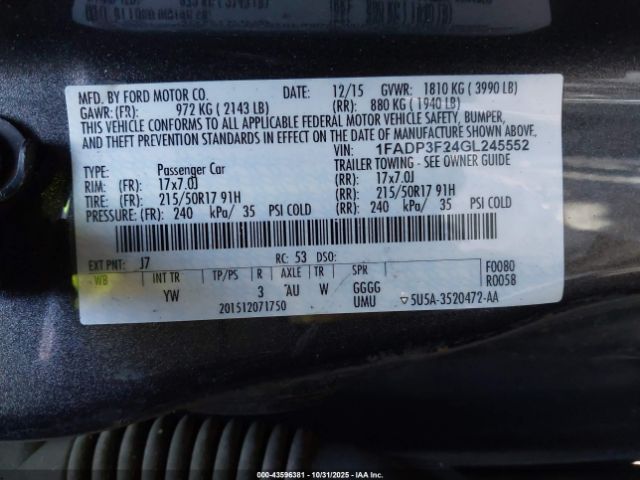 MFD. BY FORD MOTOR CO. DATE: 12/15 GVWR: 1810 KG ( 3990 LB)
GAWR: (FR): 972 KG ( 2143 LB) (RR): 880 KG ( 1940 LB)
THIS VEHICLE CONFORMS TO ALL APPLICABLE FEDERAL MOTOR VEHICLE SAFETY, BUMPER,
AND THEFT PREVENTION STANDARDS IN EFFECT ON THE DATE OF MANUFACTURE SHOWN ABOVE.
VIN: 1FADP3F24GL245552
TYPE: Passenger Car TRAILER TOWING - SEE OWNER GUIDE
RIM: (FR): 17x7.0J (RR): 17x7.0J
TIRE: (FR): 215/50R17 91H (RR): 215/50R17 91H
PRESSURE: (FR): 240 kPa/ 35 PSI COLD (RR): 240 kPa/ 35 PSI COLD
EXT PNT: J7 RC: 53 DSO: F0080
WB INT TR TP/PS R AXLE TR SPR R0058
YW 3 AU W GGGG
201512071750 UMU ▽5U5A-3520472-AA
000-43596381 - 10/31/2025 - IAAI.COM